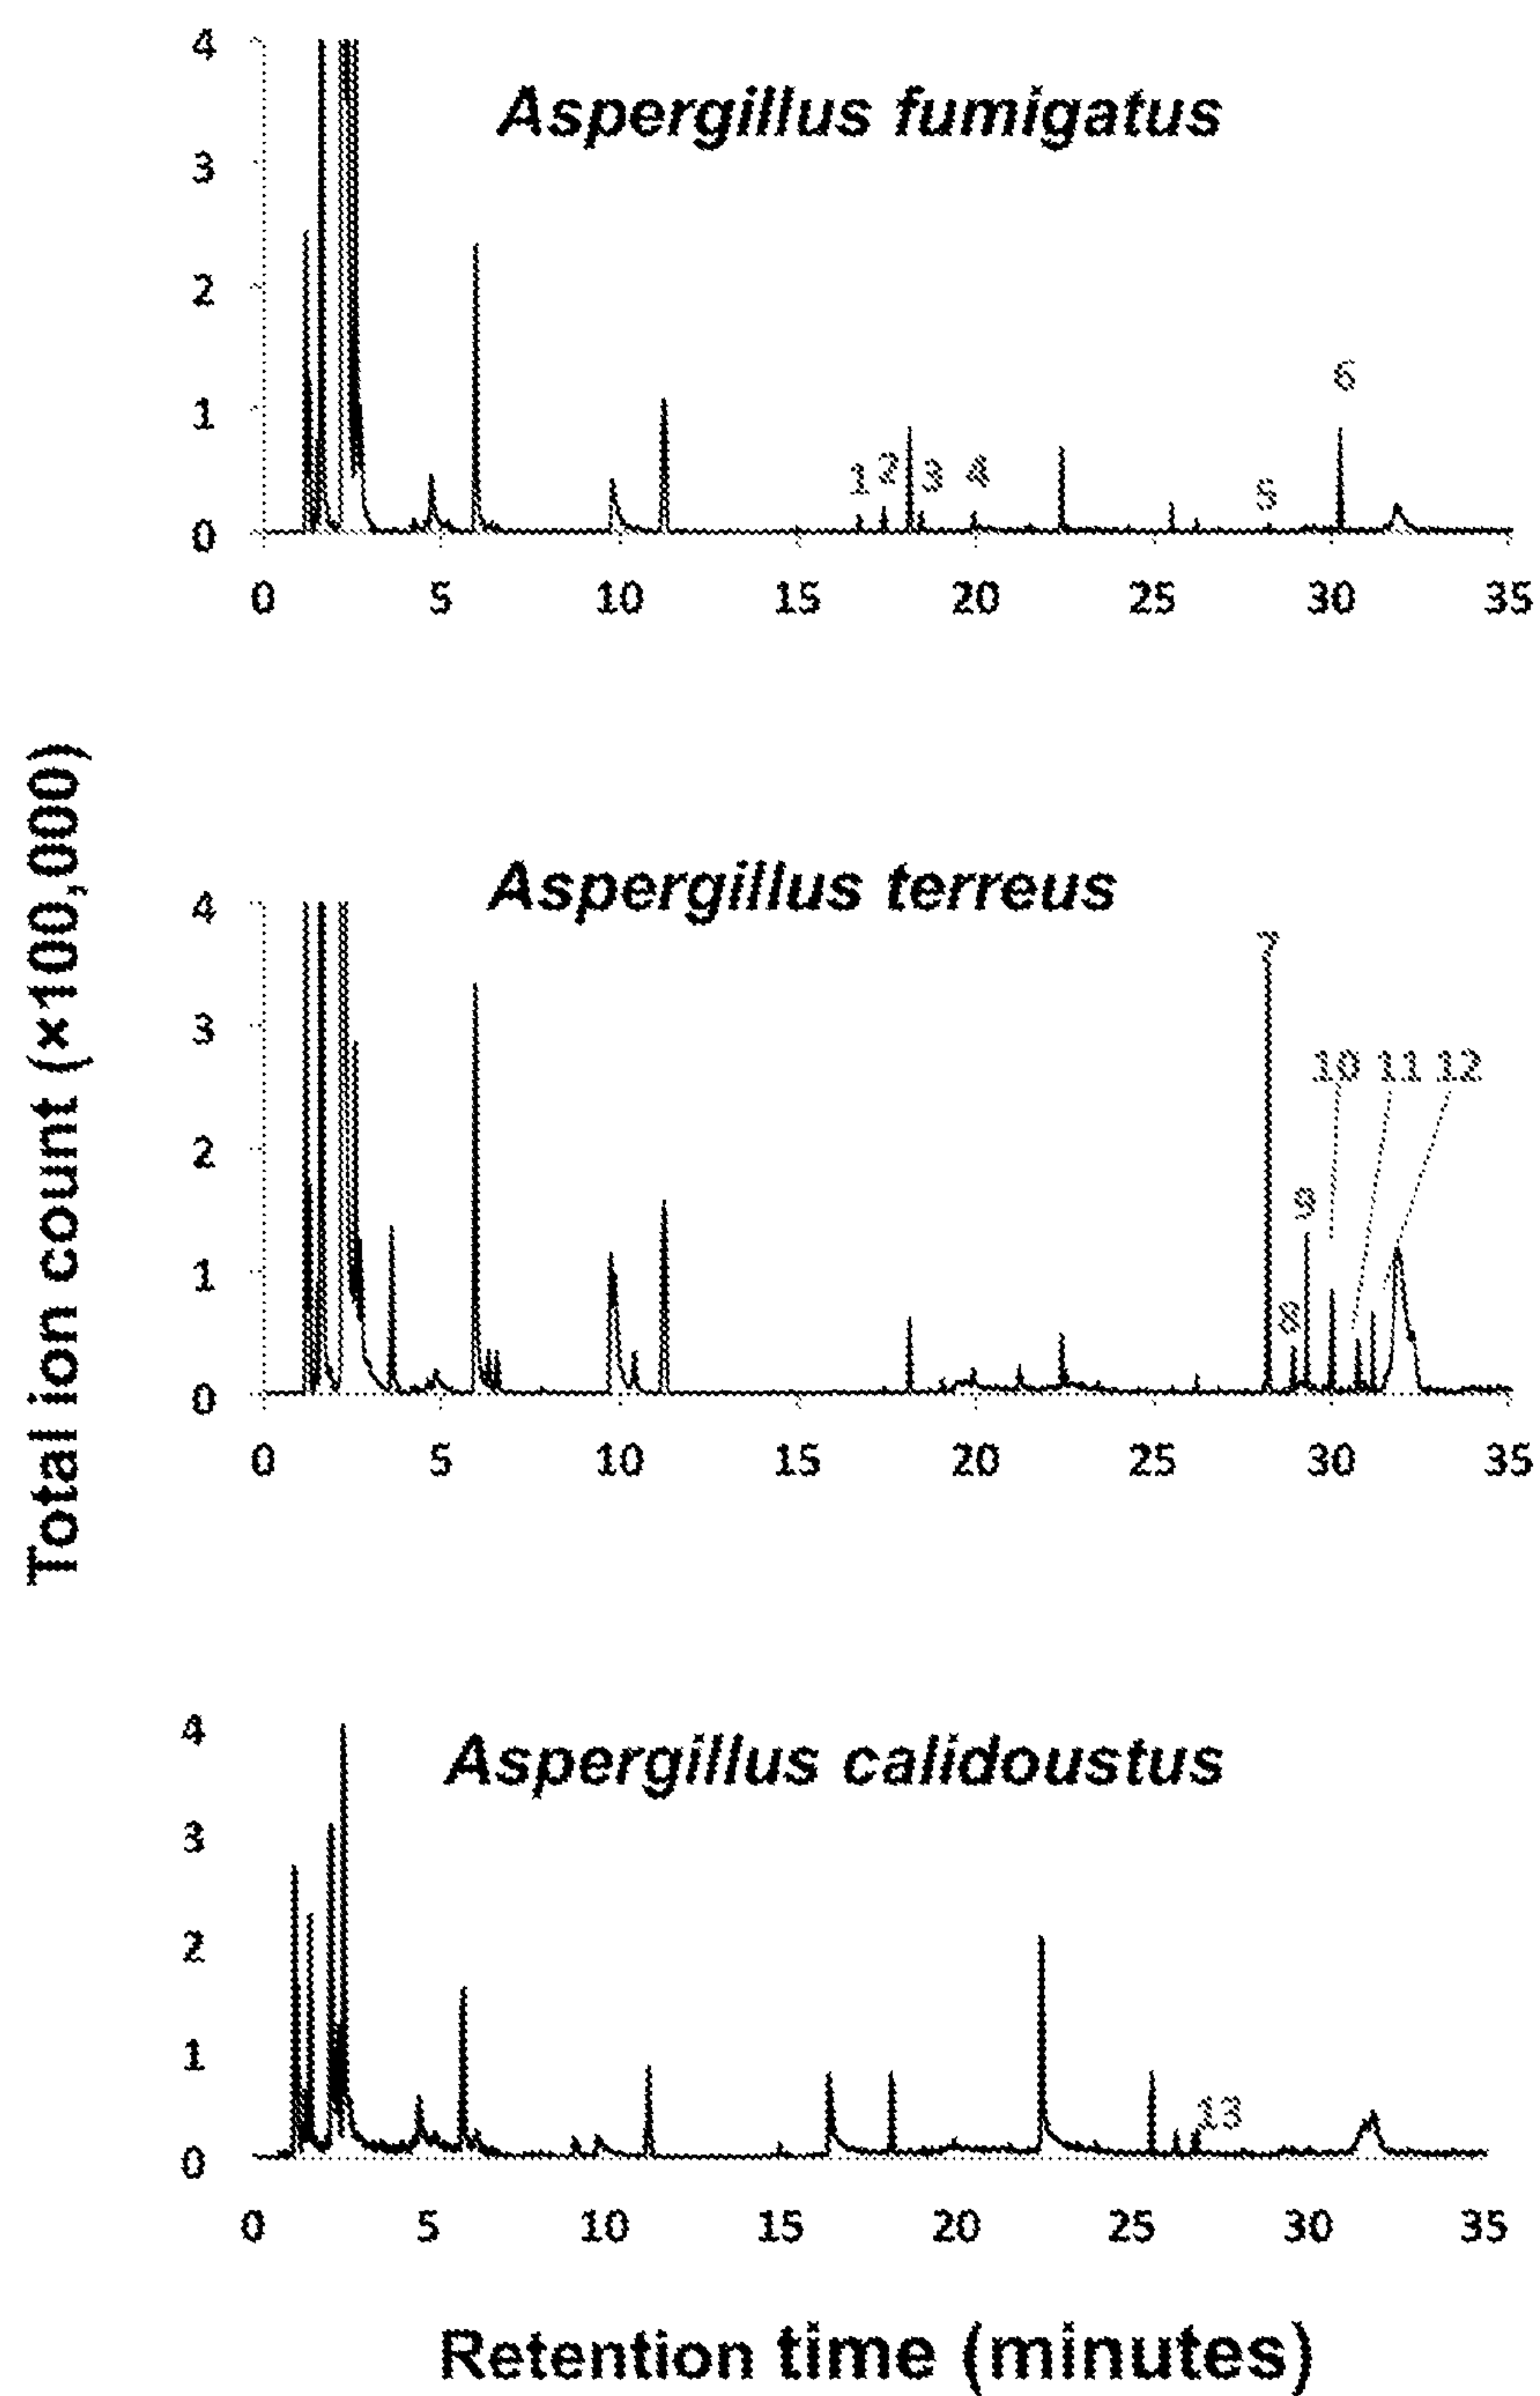 Total ion count (×100,000)
Aspergillus fumigatus
4
3
2
1
0
1 2 3 4 5 6
0 5 10 15 20 25 30 35
Aspergillus terreus
4
3
2
1
0
7
10 11 12
9
8
0 5 10 15 20 25 30 35
Aspergillus calidoustus
4
3
2
1
0
13
0 5 10 15 20 25 30 35
Retention time (minutes)